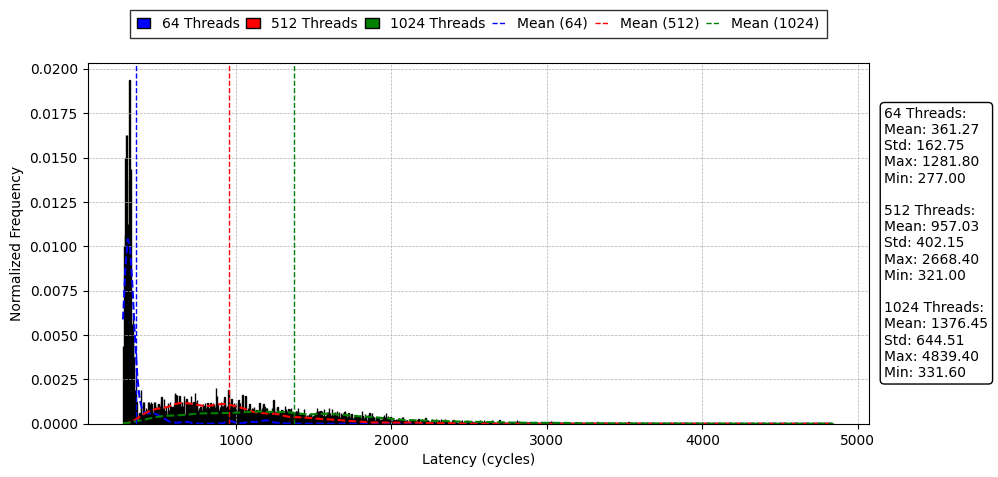 64 Threads 512 Threads 1024 Threads Mean (64) Mean (512) Mean (1024)
0.0200
0.0175
0.0150
0.0125
0.0100
0.0075
0.0050
0.0025
0.0000
Normalized Frequency
1000 2000 3000 4000 5000
Latency (cycles)
64 Threads:
Mean: 361.27
Std: 162.75
Max: 1281.80
Min: 277.00
512 Threads:
Mean: 957.03
Std: 402.15
Max: 2668.40
Min: 321.00
1024 Threads:
Mean: 1376.45
Std: 644.51
Max: 4839.40
Min: 331.60